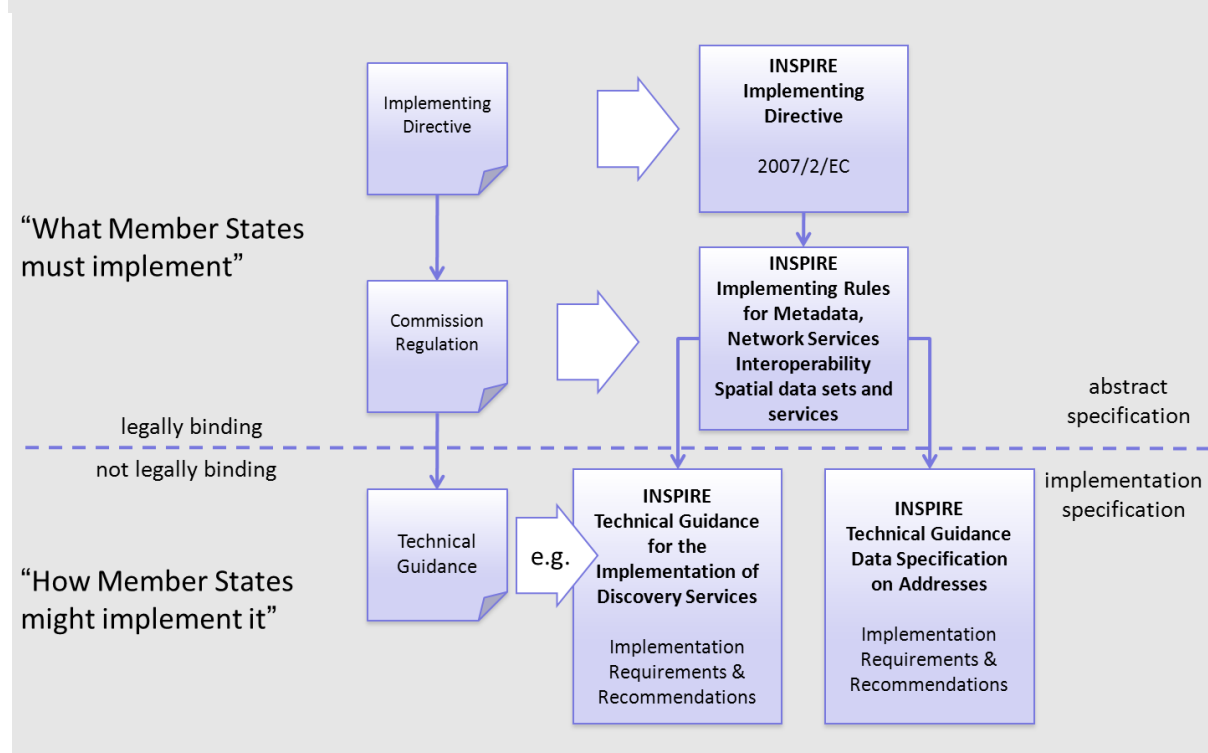 Implementing
Directive
INSPIRE
Implementing
Directive
2007/2/EC
“What Member States
must implement”
Commission
Regulation
INSPIRE
Implementing Rules
for Metadata,
Network Services
Interoperability
Spatial data sets and
services
abstract
specification
legally binding
not legally binding
implementation
specification
“How Member States
might implement it”
Technical
Guidance
e.g.
INSPIRE
Technical Guidance
for the
Implementation of
Discovery Services
Implementation
Requirements &
Recommendations
INSPIRE
Technical Guidance
Data Specification
on Addresses
Implementation
Requirements &
Recommendations